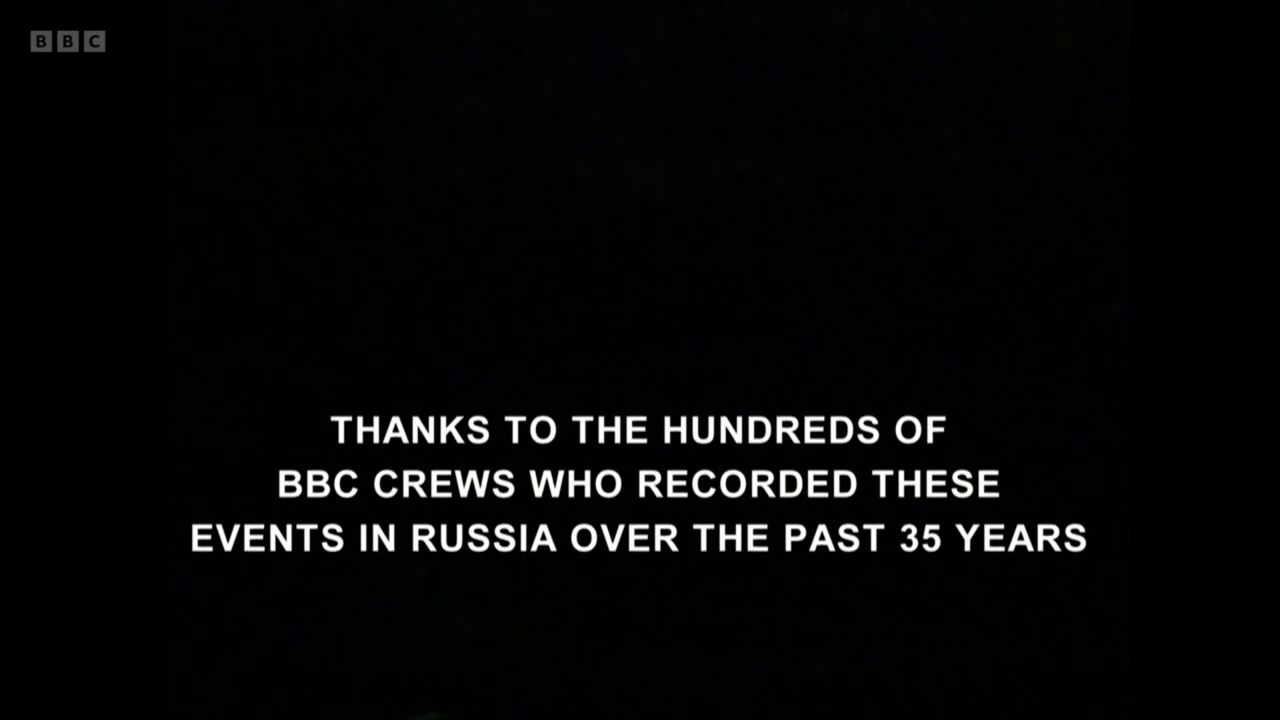 BBC
THANKS TO THE HUNDREDS OF
BBC CREWS WHO RECORDED THESE
EVENTS IN RUSSIA OVER THE PAST 35 YEARS